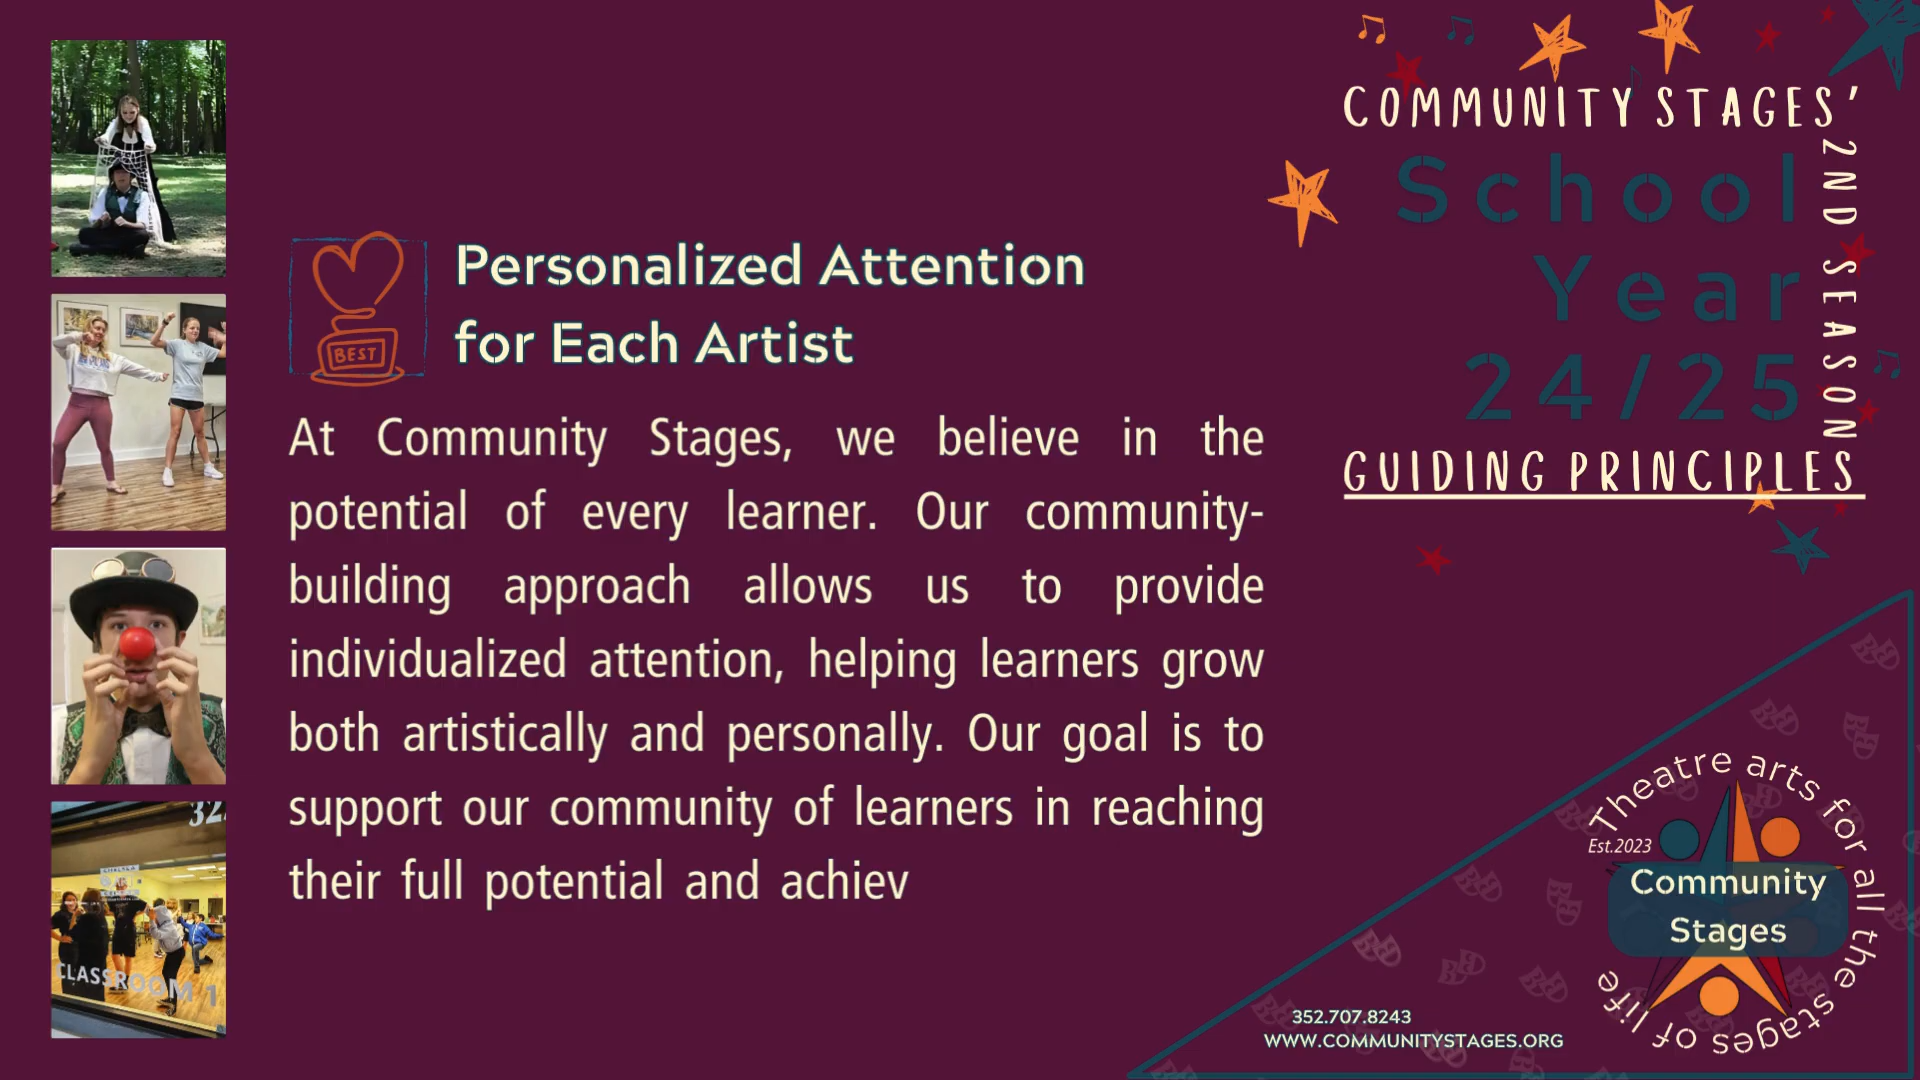 COMMUNITY STAGES'
2ND SEASON
School
Year
24/25
GUIDING PRINCIPLES
BEST
Personalized Attention
for Each Artist
At Community Stages, we believe in the
potential of every learner. Our community-
building approach allows us to provide
individualized attention, helping learners grow
both artistically and personally. Our goal is to
support our community of learners in reaching
their full potential and achiev
32
CLASSROOM 1
352.707.8243
WWW.COMMUNITYSTAGES.ORG
Theatre arts for all the stages of life
Est.2023
Community
Stages